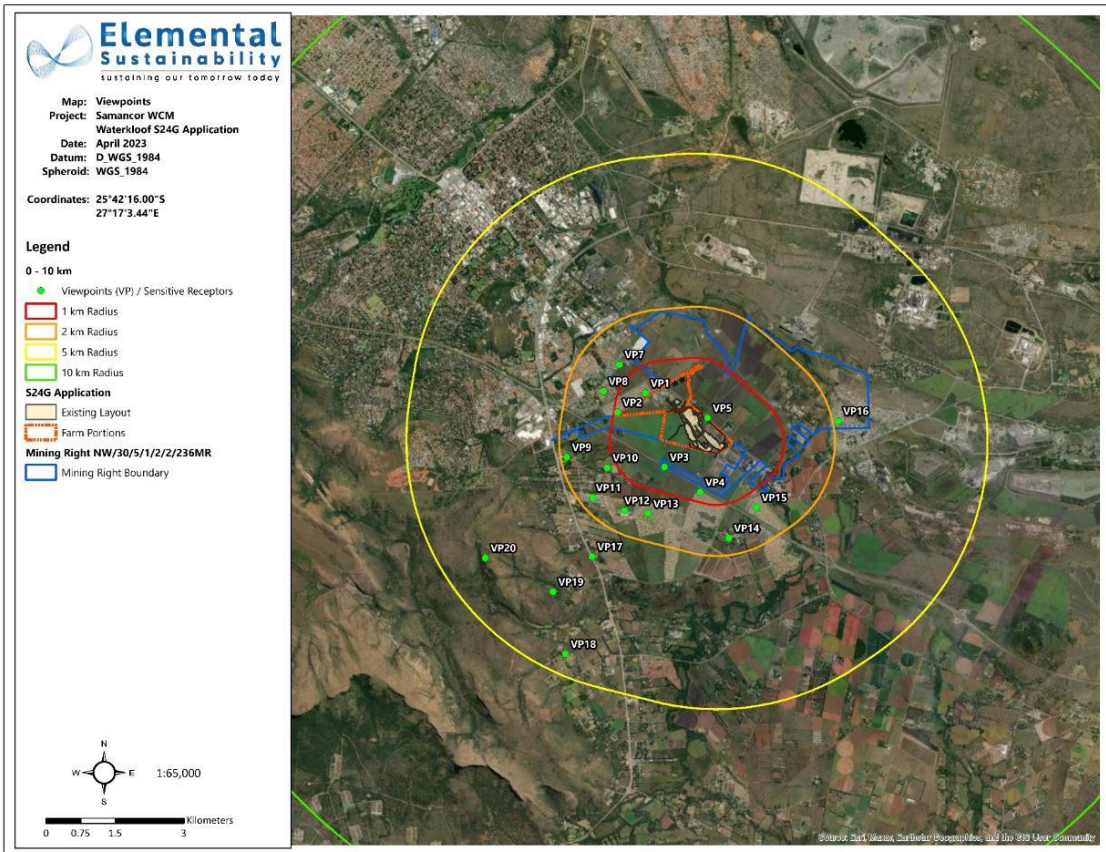 Elemental
Sustainability
sustaining our tomorrow today
Map: Viewpoints
Project: Samancor WCM
Waterkloof S24G Application
Date: April 2023
Datum: D_WGS_1984
Spheroid: WGS_1984
Coordinates: 25°42'16.00"S
27°17'3.44"E
Legend
0 - 10 km
Viewpoints (VP) / Sensitive Receptors
1 km Radius
2 km Radius
5 km Radius
10 km Radius
S24G Application
Existing Layout
Farm Portions
Mining Right NW/30/5/1/2/2/236MR
Mining Right Boundary
N
W E
S
1:65,000
Kilometers
0 0.75 1.5 3
VP7
VP8
VP1
VP2
VP5
VP16
VP9
VP10
VP3
VP11
VP4
VP12
VP13
VP15
VP14
VP17
VP20
VP19
VP18
Source: Esri, Maxar, Earthstar Geographics, and the GIS User Community